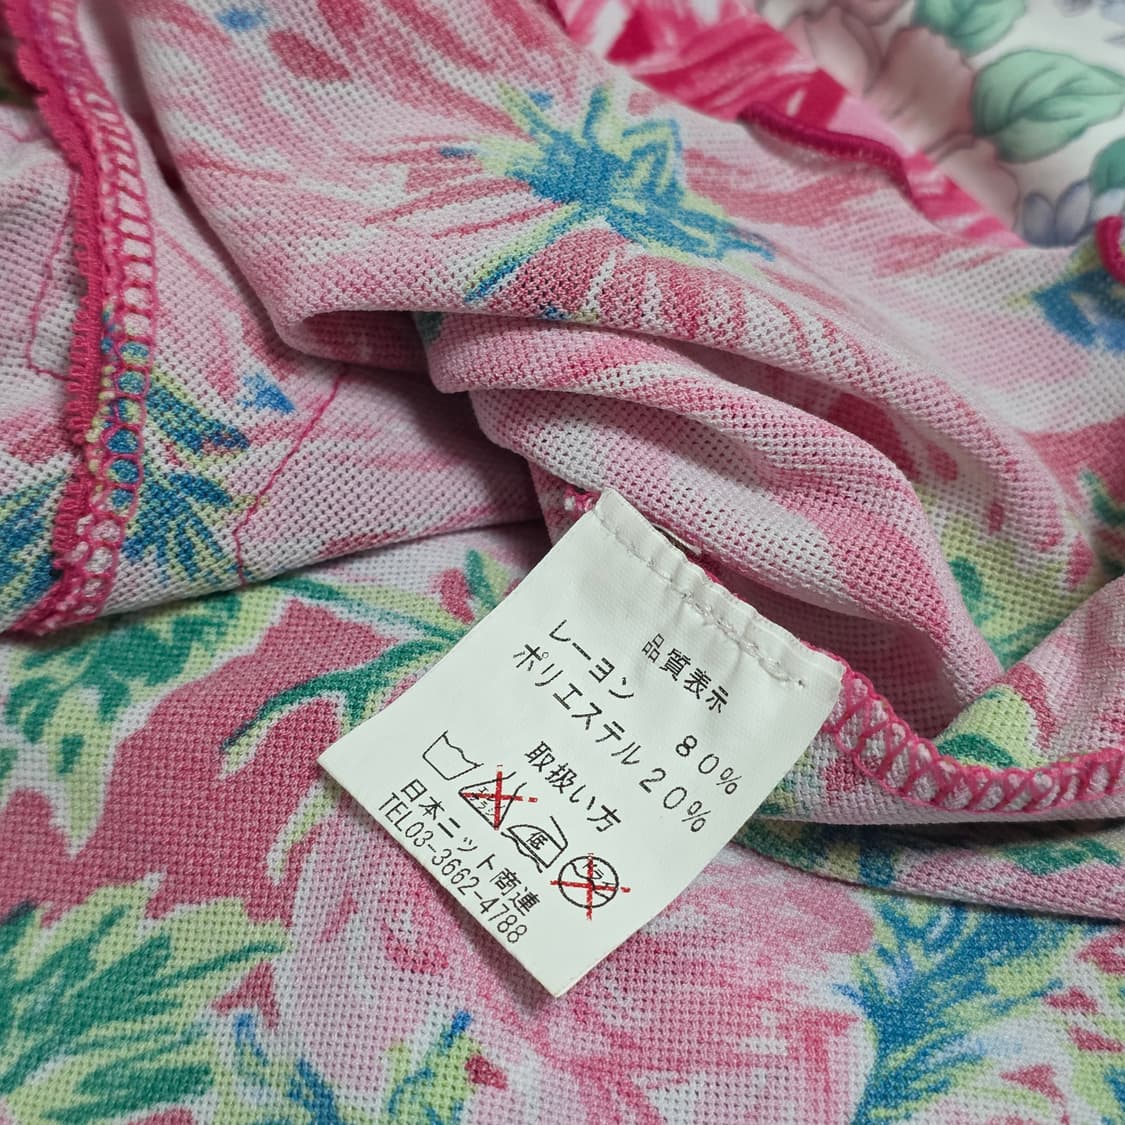 品質表示
レーヨン 80%
ポリエステル20%
取扱い方
低
日本ニット商連
TEL03-3662-4788